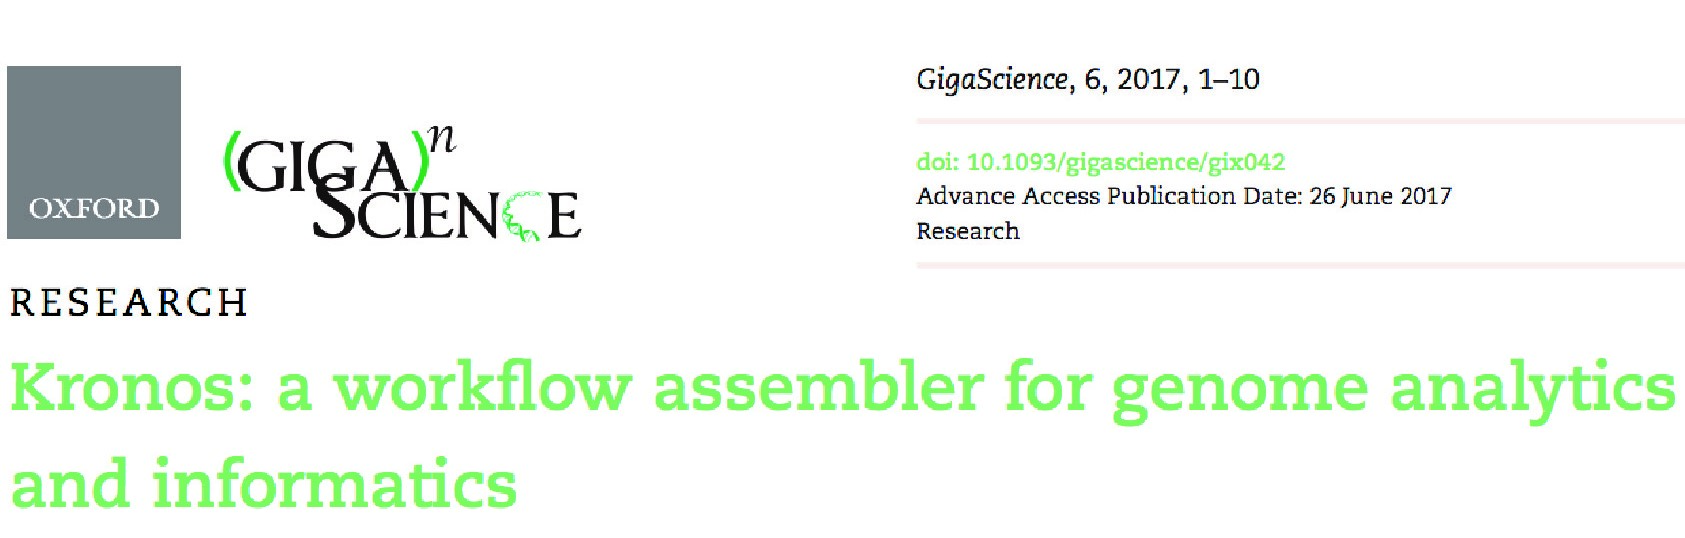 OXFORD
(GIGA)n
SCIENCE
GigaScience, 6, 2017, 1–10
doi: 10.1093/gigascience/gix042
Advance Access Publication Date: 26 June 2017
Research
RESEARCH
Kronos: a workflow assembler for genome analytics
and informatics